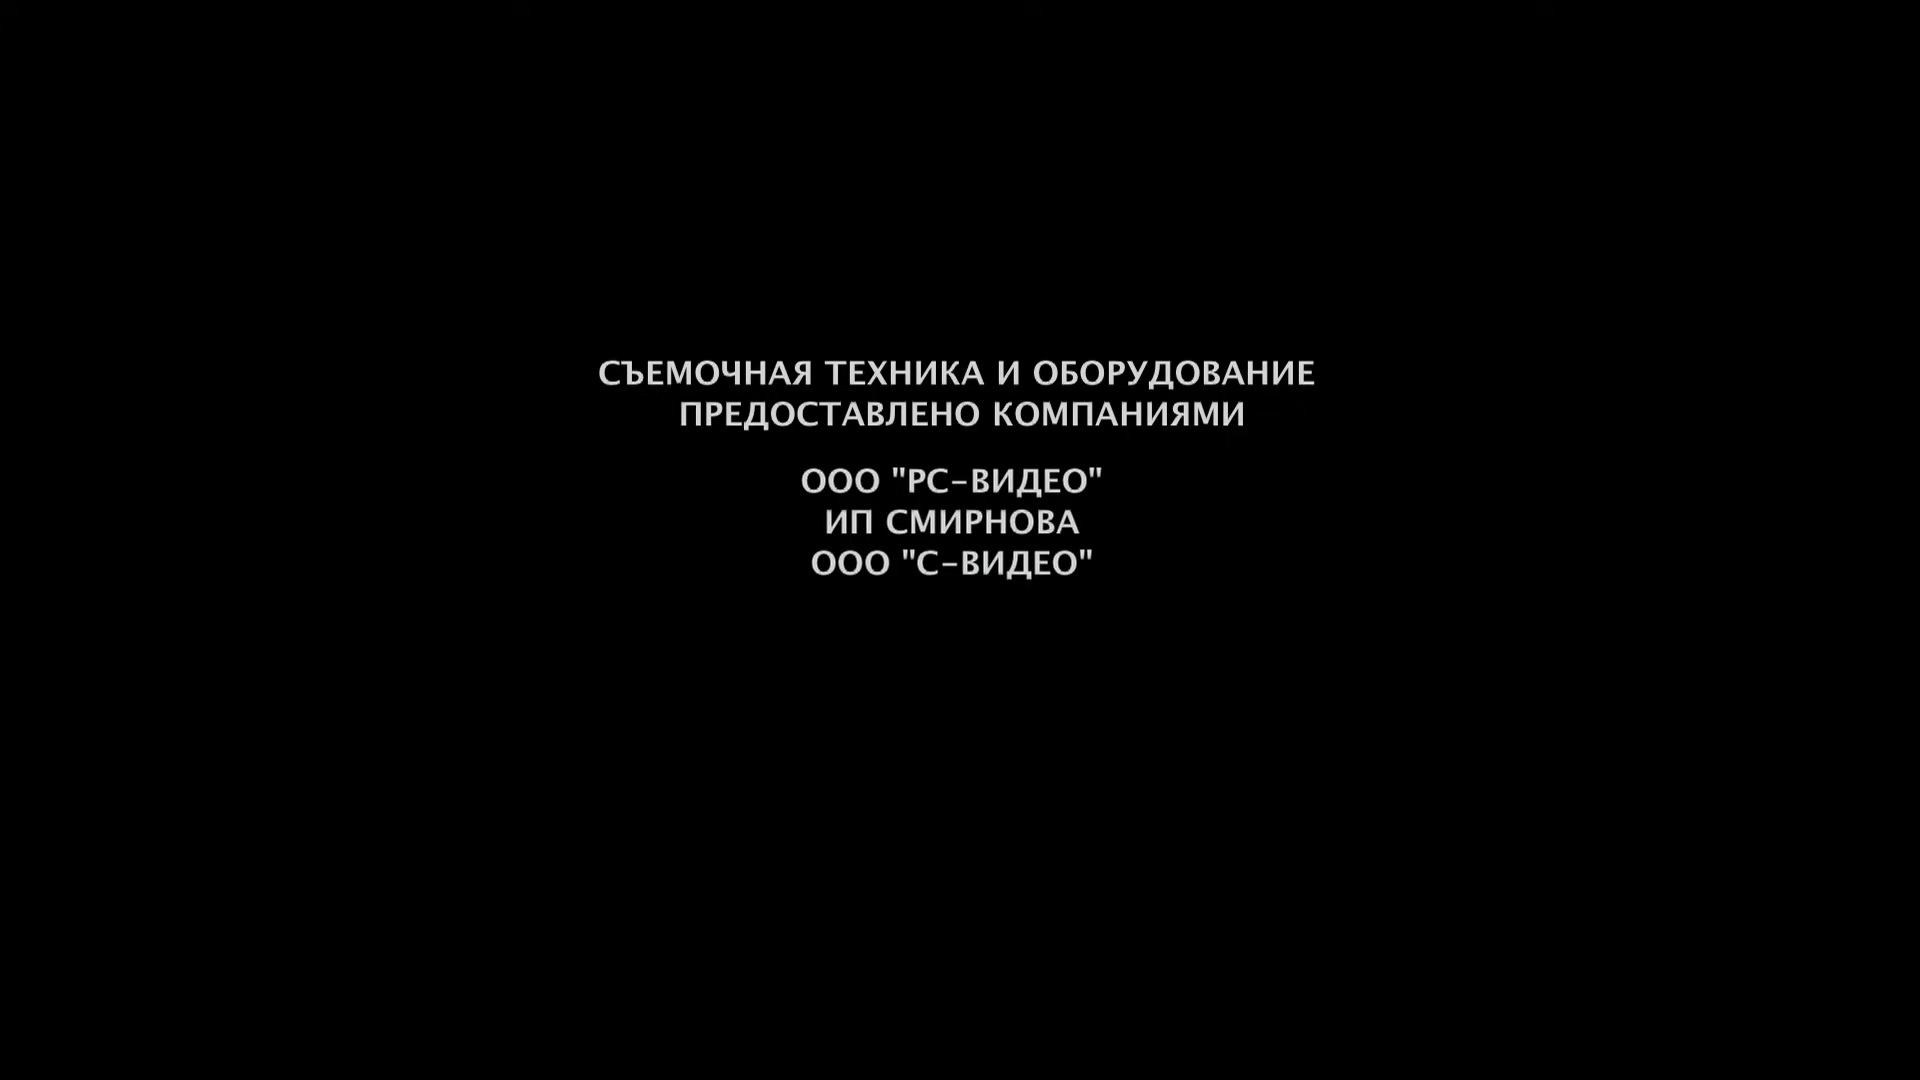 СЪЕМОЧНАЯ ТЕХНИКА И ОБОРУДОВАНИЕ
ПРЕДОСТАВЛЕНО КОМПАНИЯМИ
ООО "РС-ВИДЕО"
ИП СМИРНОВА
ООО "С-ВИДЕО"